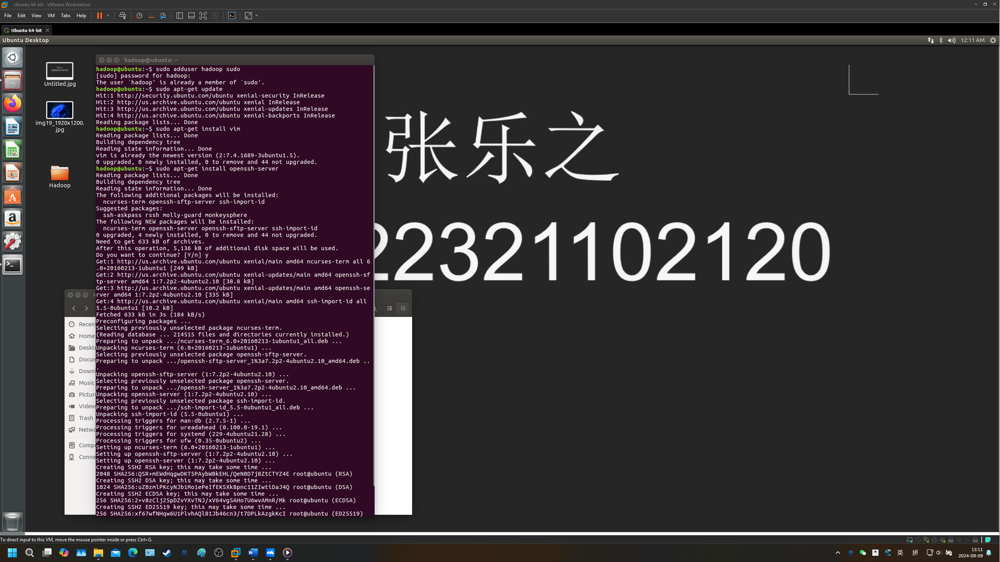 Ubuntu 64-bit - VMware Workstation
File Edit View VM Tabs Help
Ubuntu 64-bit
Ubuntu Desktop
12:11 AM
Untitled.jpg
img19_1920x1200.
jpg
Hadoop
hadoop@ubuntu: ~
hadoop@ubuntu:~$ sudo adduser hadoop sudo
[sudo] password for hadoop:
The user `hadoop' is already a member of `sudo'.
hadoop@ubuntu:~$ sudo apt-get update
Hit:1 http://security.ubuntu.com/ubuntu xenial-security InRelease
Hit:2 http://us.archive.ubuntu.com/ubuntu xenial InRelease
Hit:3 http://us.archive.ubuntu.com/ubuntu xenial-updates InRelease
Hit:4 http://us.archive.ubuntu.com/ubuntu xenial-backports InRelease
Reading package lists... Done
hadoop@ubuntu:~$ sudo apt-get install vim
Reading package lists... Done
Building dependency tree
Reading state information... Done
vim is already the newest version (2:7.4.1689-3ubuntu1.5).
0 upgraded, 0 newly installed, 0 to remove and 44 not upgraded.
hadoop@ubuntu:~$ sudo apt-get install openssh-server
Reading package lists... Done
Building dependency tree
Reading state information... Done
The following additional packages will be installed:
  ncurses-term openssh-sftp-server ssh-import-id
Suggested packages:
  ssh-askpass rssh molly-guard monkeysphere
The following NEW packages will be installed:
  ncurses-term openssh-server openssh-sftp-server ssh-import-id
0 upgraded, 4 newly installed, 0 to remove and 44 not upgraded.
Need to get 633 kB of archives.
After this operation, 5,136 kB of additional disk space will be used.
Do you want to continue? [Y/n] y
Get:1 http://us.archive.ubuntu.com/ubuntu xenial/main amd64 ncurses-term all 6
.0+20160213-1ubuntu1 [249 kB]
Get:2 http://us.archive.ubuntu.com/ubuntu xenial-updates/main amd64 openssh-sf
tp-server amd64 1:7.2p2-4ubuntu2.10 [38.8 kB]
Get:3 http://us.archive.ubuntu.com/ubuntu xenial-updates/main amd64 openssh-se
rver amd64 1:7.2p2-4ubuntu2.10 [335 kB]
Get:4 http://us.archive.ubuntu.com/ubuntu xenial/main amd64 ssh-import-id all
5.5-0ubuntu1 [10.2 kB]
Fetched 633 kB in 3s (184 kB/s)
Preconfiguring packages ...
Selecting previously unselected package ncurses-term.
(Reading database ... 214515 files and directories currently installed.)
Preparing to unpack .../ncurses-term_6.0+20160213-1ubuntu1_all.deb ...
Unpacking ncurses-term (6.0+20160213-1ubuntu1) ...
Selecting previously unselected package openssh-sftp-server.
Preparing to unpack .../openssh-sftp-server_1%3a7.2p2-4ubuntu2.10_amd64.deb ..
.
Unpacking openssh-sftp-server (1:7.2p2-4ubuntu2.10) ...
Selecting previously unselected package openssh-server.
Preparing to unpack .../openssh-server_1%3a7.2p2-4ubuntu2.10_amd64.deb ...
Unpacking openssh-server (1:7.2p2-4ubuntu2.10) ...
Selecting previously unselected package ssh-import-id.
Preparing to unpack .../ssh-import-id_5.5-0ubuntu1_all.deb ...
Unpacking ssh-import-id (5.5-0ubuntu1) ...
Processing triggers for man-db (2.7.5-1) ...
Processing triggers for ureadahead (0.100.0-19.1) ...
Processing triggers for systemd (229-4ubuntu21.28) ...
Processing triggers for ufw (0.35-0ubuntu2) ...
Setting up ncurses-term (6.0+20160213-1ubuntu1) ...
Setting up openssh-sftp-server (1:7.2p2-4ubuntu2.10) ...
Setting up openssh-server (1:7.2p2-4ubuntu2.10) ...
Creating SSH2 RSA key; this may take some time ...
2048 SHA256:QSR+mEWdHqgwDKT5PAybWBkEHL/QeN0D7j8ZtCTYZ4E root@ubuntu (RSA)
Creating SSH2 DSA key; this may take some time ...
1024 SHA256:uZ0zmlPKcyNJb1Mo1ePeIfEKSXk8pnc11ZIwtiDaJ4Q root@ubuntu (DSA)
Creating SSH2 ECDSA key; this may take some time ...
256 SHA256:2+v8zClj25pDZvYXvTNJ/xV64vg5AHo7U6wvAMnR/Mk root@ubuntu (ECDSA)
Creating SSH2 ED25519 key; this may take some time ...
256 SHA256:xf67wfNHqw6U1PlvhAQl81Jb46cn3/t7DPLkAzgkKcI root@ubuntu (ED25519)
张乐之
22321102120
Recen
Home
Deskt
Docum
Down
Music
Pictur
Videos
Trash
Netwo
Compu
Conne
To direct input to this VM, move the mouse pointer inside or press Ctrl+G.
英 拼
15:11
2024-09-09